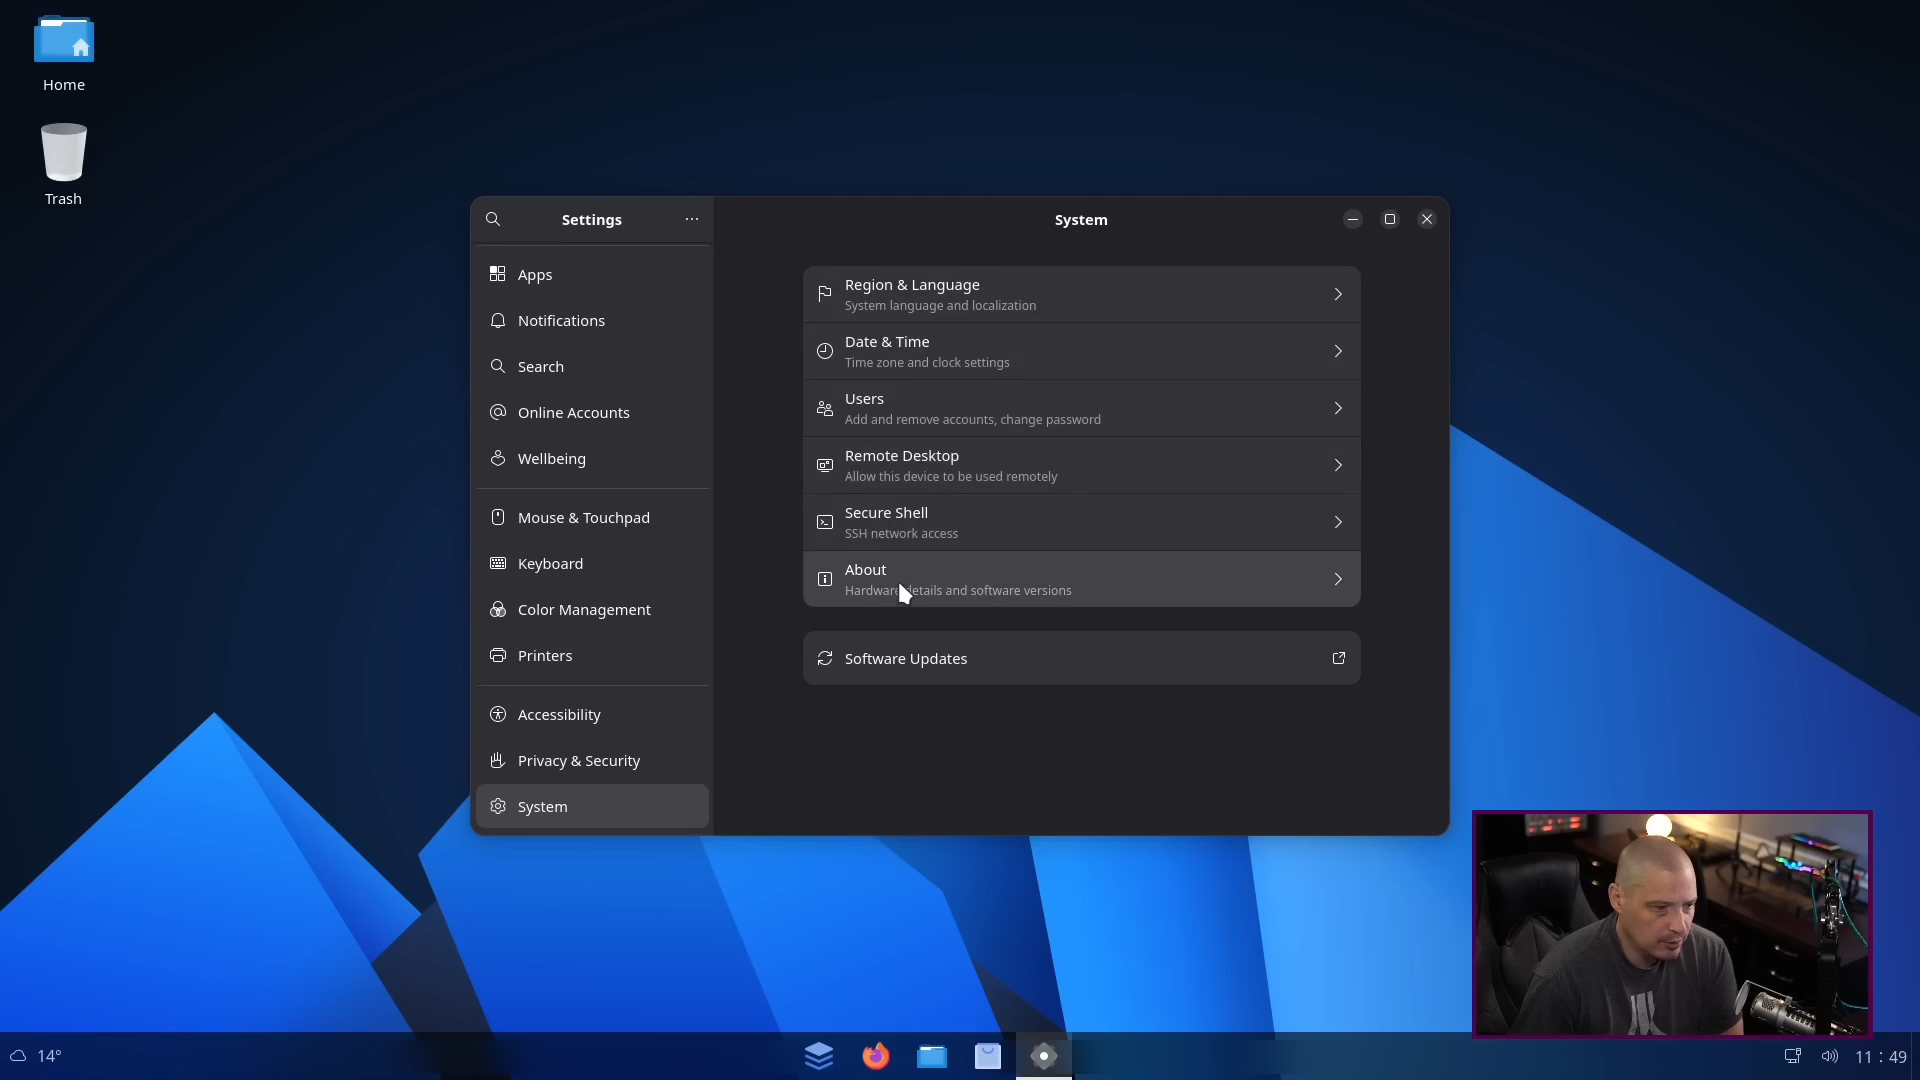 Home
Trash
Settings
System
Apps
Notifications
Search
Online Accounts
Wellbeing
Mouse & Touchpad
Keyboard
Color Management
Printers
Accessibility
Privacy & Security
System
Region & Language
System language and localization
Date & Time
Time zone and clock settings
Users
Add and remove accounts, change password
Remote Desktop
Allow this device to be used remotely
Secure Shell
SSH network access
About
Hardware details and software versions
Software Updates
14°
11 : 49